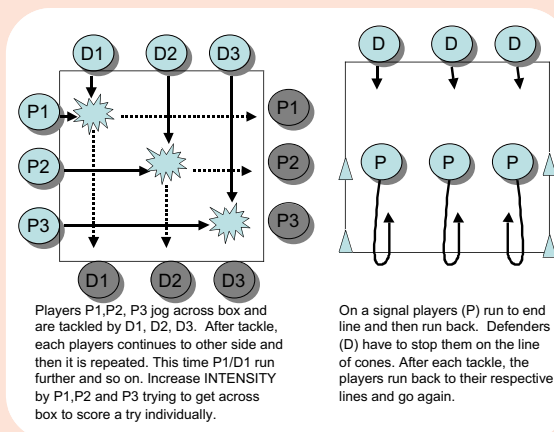 D1 D2 D3
P1 P1
P2 P2
P3 P3
D1 D2 D3
Players P1,P2, P3 jog across box and
are tackled by D1, D2, D3. After tackle,
each players continues to other side and
then it is repeated. This time P1/D1 run
further and so on. Increase INTENSITY
by P1,P2 and P3 trying to get across
box to score a try individually.
D D D
P P P
On a signal players (P) run to end
line and then run back. Defenders
(D) have to stop them on the line
of cones. After each tackle, the
players run back to their respective
lines and go again.